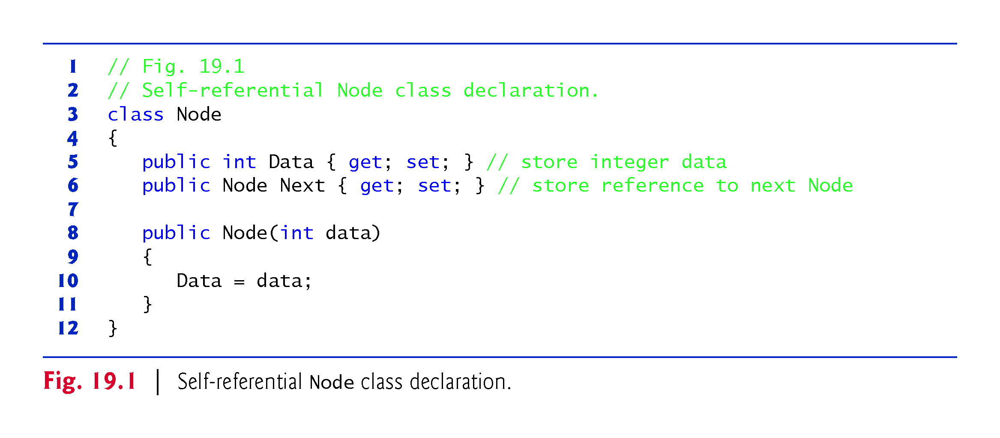 1 // Fig. 19.1
2 // Self-referential Node class declaration.
3 class Node
4 {
5    public int Data { get; set; } // store integer data
6    public Node Next { get; set; } // store reference to next Node
7
8    public Node(int data)
9    {
10       Data = data;
11    }
12 }
Fig. 19.1 | Self-referential Node class declaration.